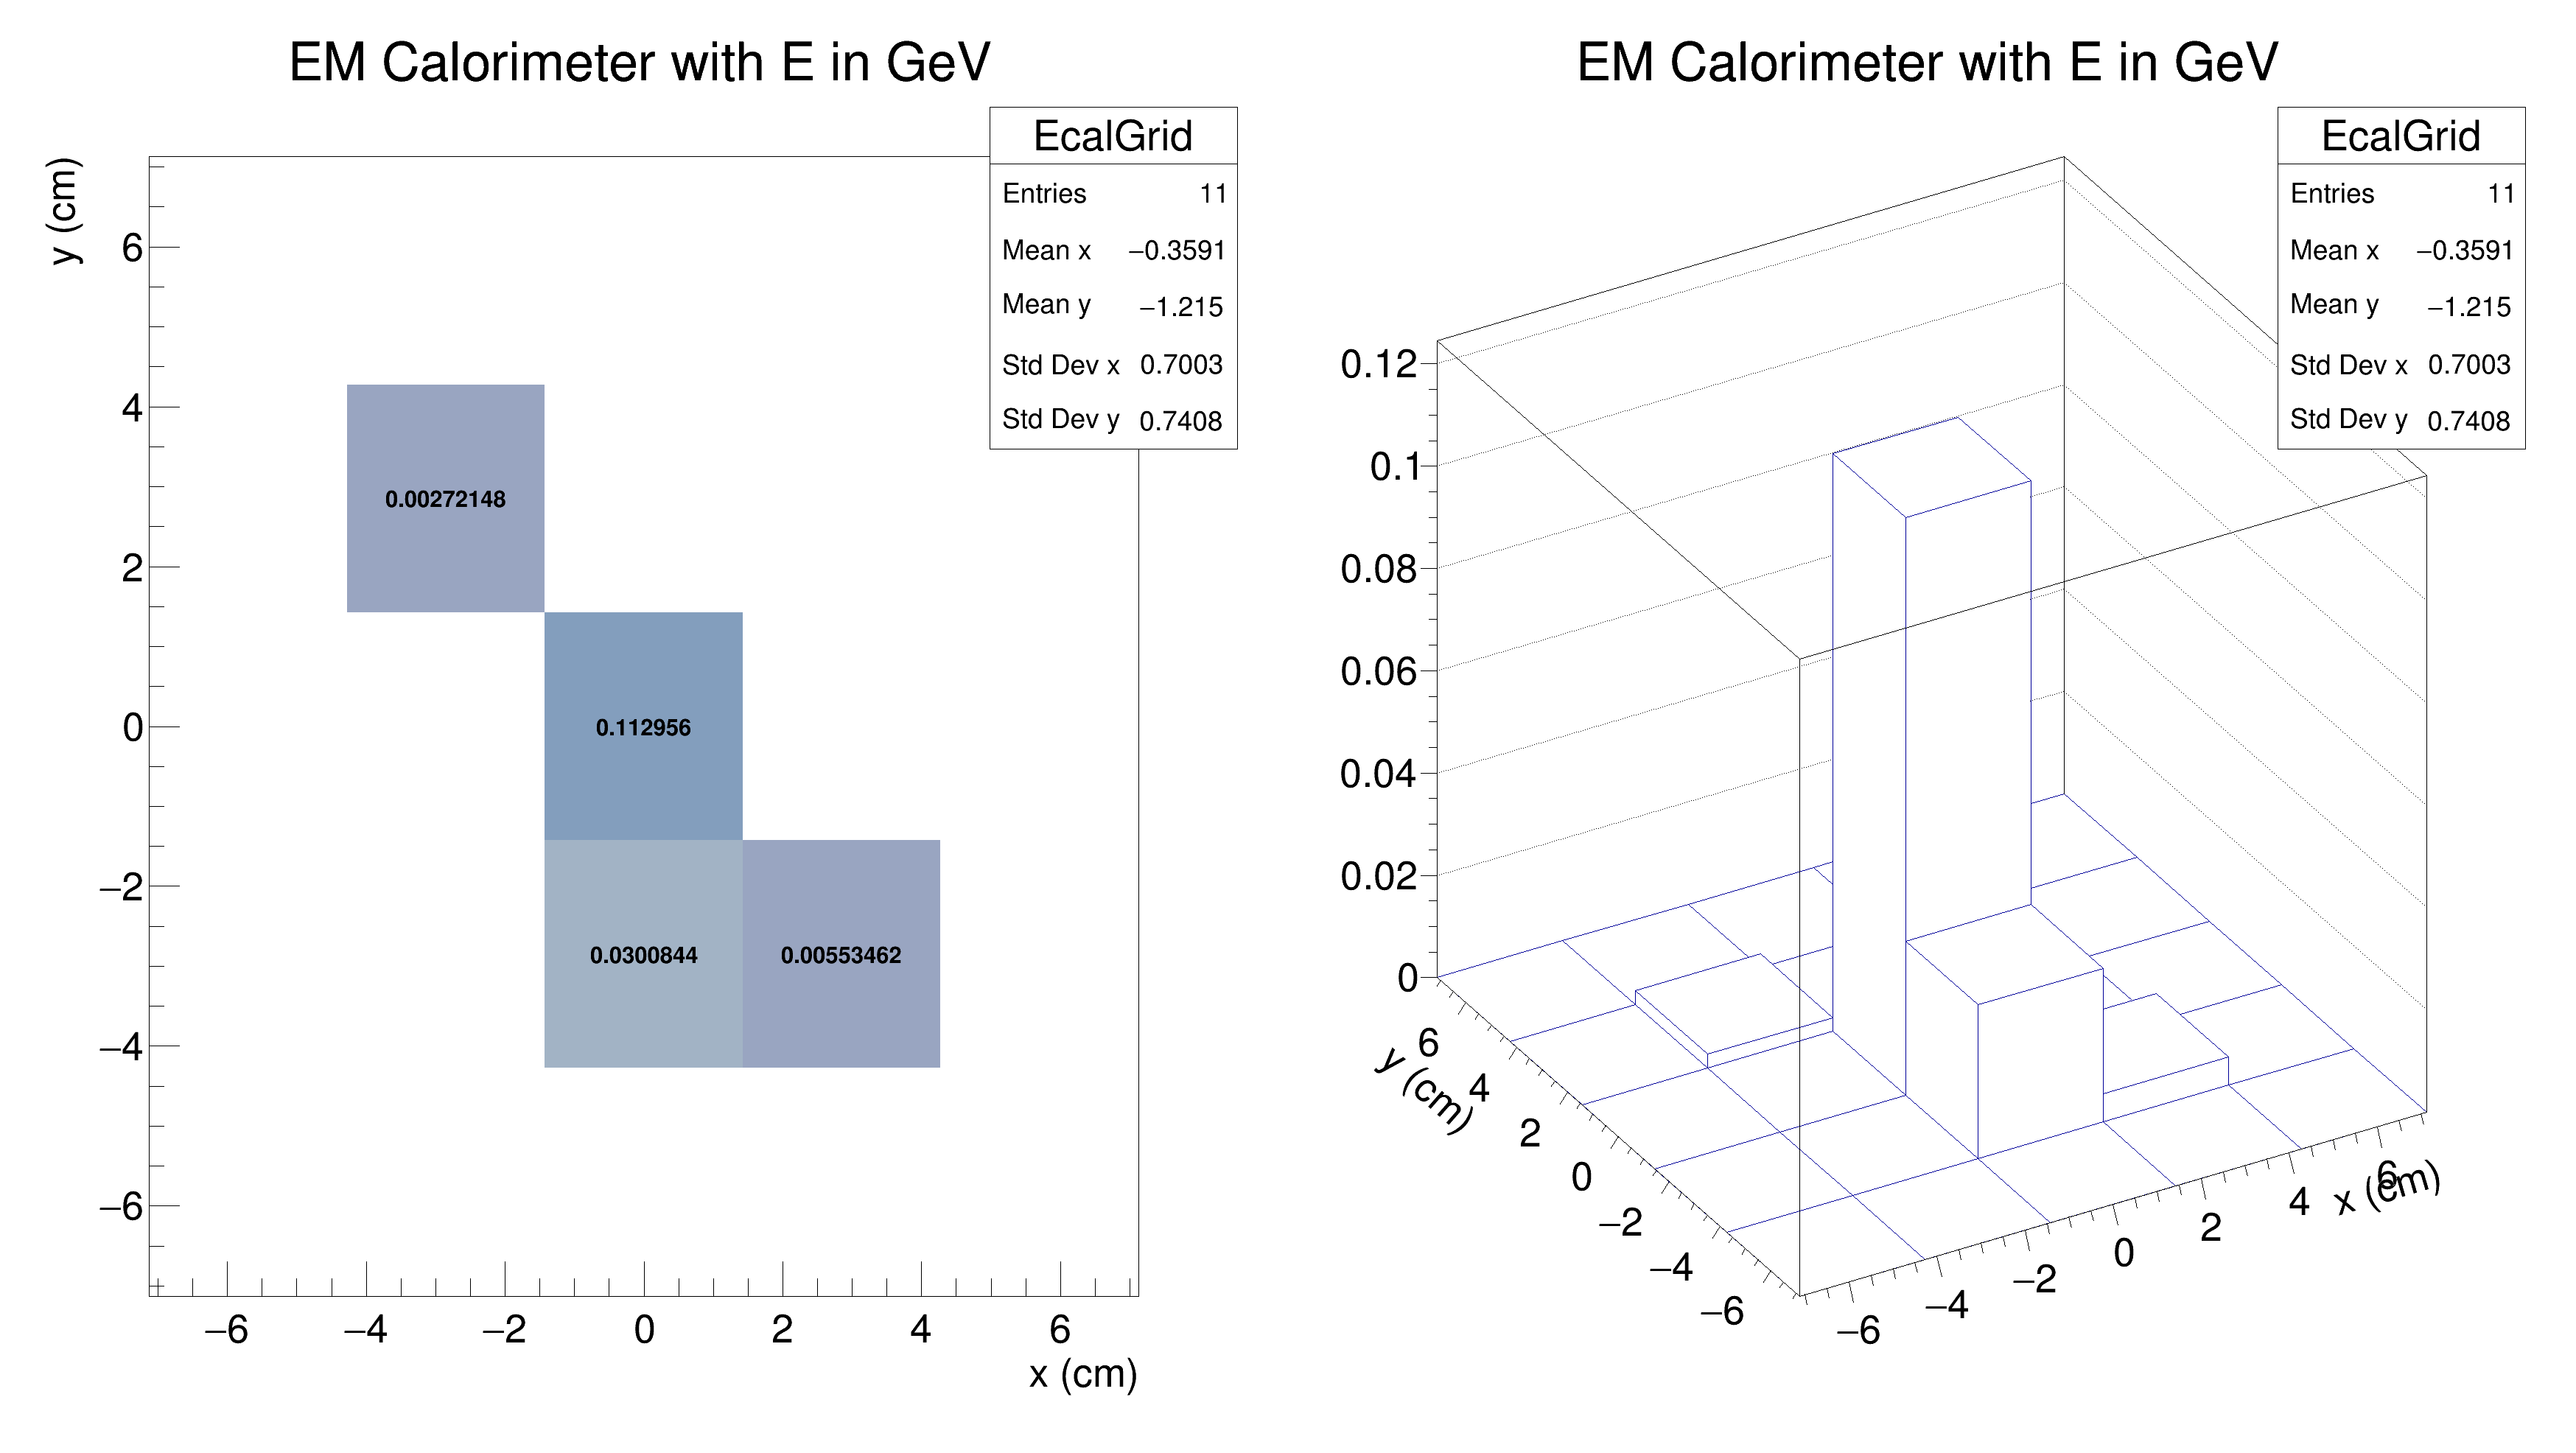 EM Calorimeter with E in GeV
EcalGrid
Entries 11
Mean x −0.3591
Mean y −1.215
Std Dev x 0.7003
Std Dev y 0.7408
y (cm)
6
4
2
0
−2
−4
−6
0.00272148
0.112956
0.0300844 0.00553462
−6 −4 −2 0 2 4 6
x (cm)
EM Calorimeter with E in GeV
EcalGrid
Entries 11
Mean x −0.3591
Mean y −1.215
Std Dev x 0.7003
Std Dev y 0.7408
0.12
0.1
0.08
0.06
0.04
0.02
0
6
4
2
0
−2
−4
−6
y (cm)
−6
−4
−2
0
2
4
6
x (cm)